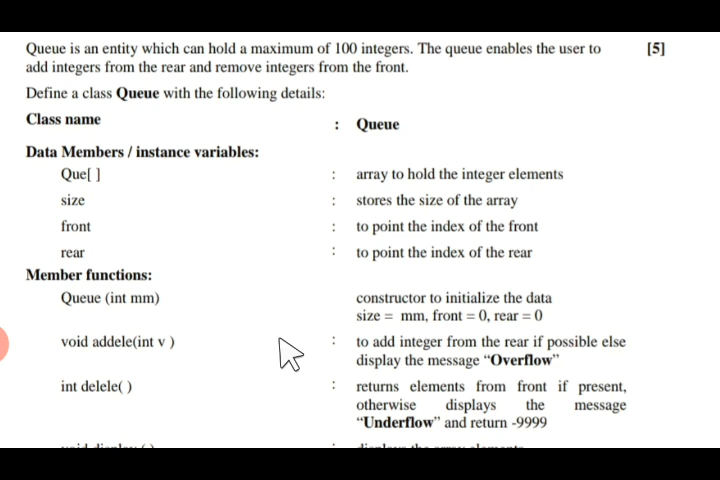 Queue is an entity which can hold a maximum of 100 integers. The queue enables the user to [5]
add integers from the rear and remove integers from the front.
Define a class Queue with the following details:
Class name : Queue
Data Members / instance variables:
Que[ ] : array to hold the integer elements
size : stores the size of the array
front : to point the index of the front
rear : to point the index of the rear
Member functions:
Queue (int mm) constructor to initialize the data
size = mm, front = 0, rear = 0
void addele(int v ) : to add integer from the rear if possible else
display the message “Overflow”
int delele( ) : returns elements from front if present,
otherwise displays the message
“Underflow” and return -9999